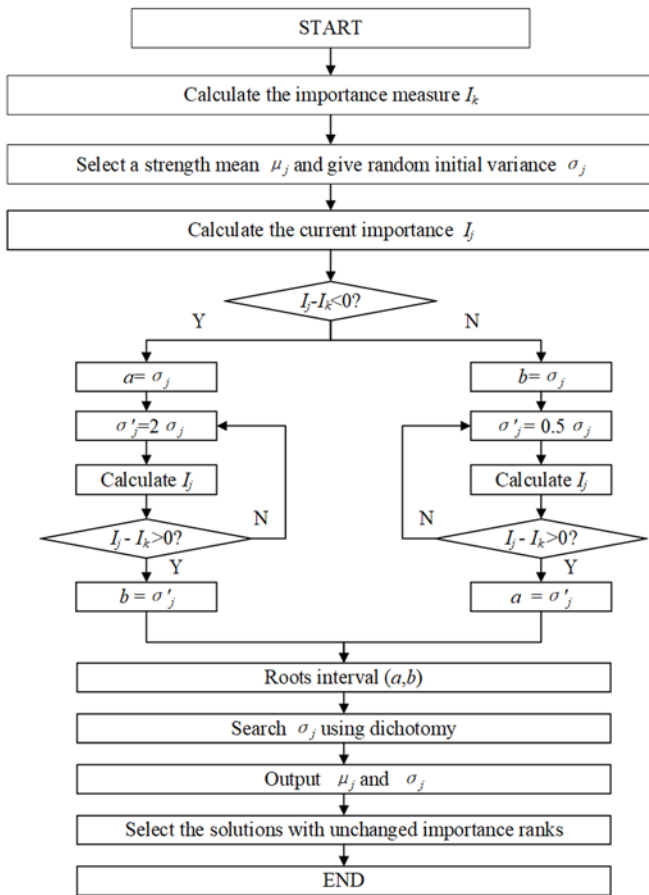 START
Calculate the importance measure Iₖ
Select a strength mean μⱼ and give random initial variance σⱼ
Calculate the current importance Iⱼ
Iⱼ-Iₖ<0?
Y
N
a= σⱼ
σ'ⱼ=2 σⱼ
Calculate Iⱼ
N
Iⱼ - Iₖ>0?
Y
b = σ'ⱼ
b= σⱼ
σ'ⱼ= 0.5 σⱼ
Calculate Iⱼ
N
Iⱼ - Iₖ>0?
Y
a = σ'ⱼ
Roots interval (a,b)
Search σⱼ using dichotomy
Output μⱼ and σⱼ
Select the solutions with unchanged importance ranks
END